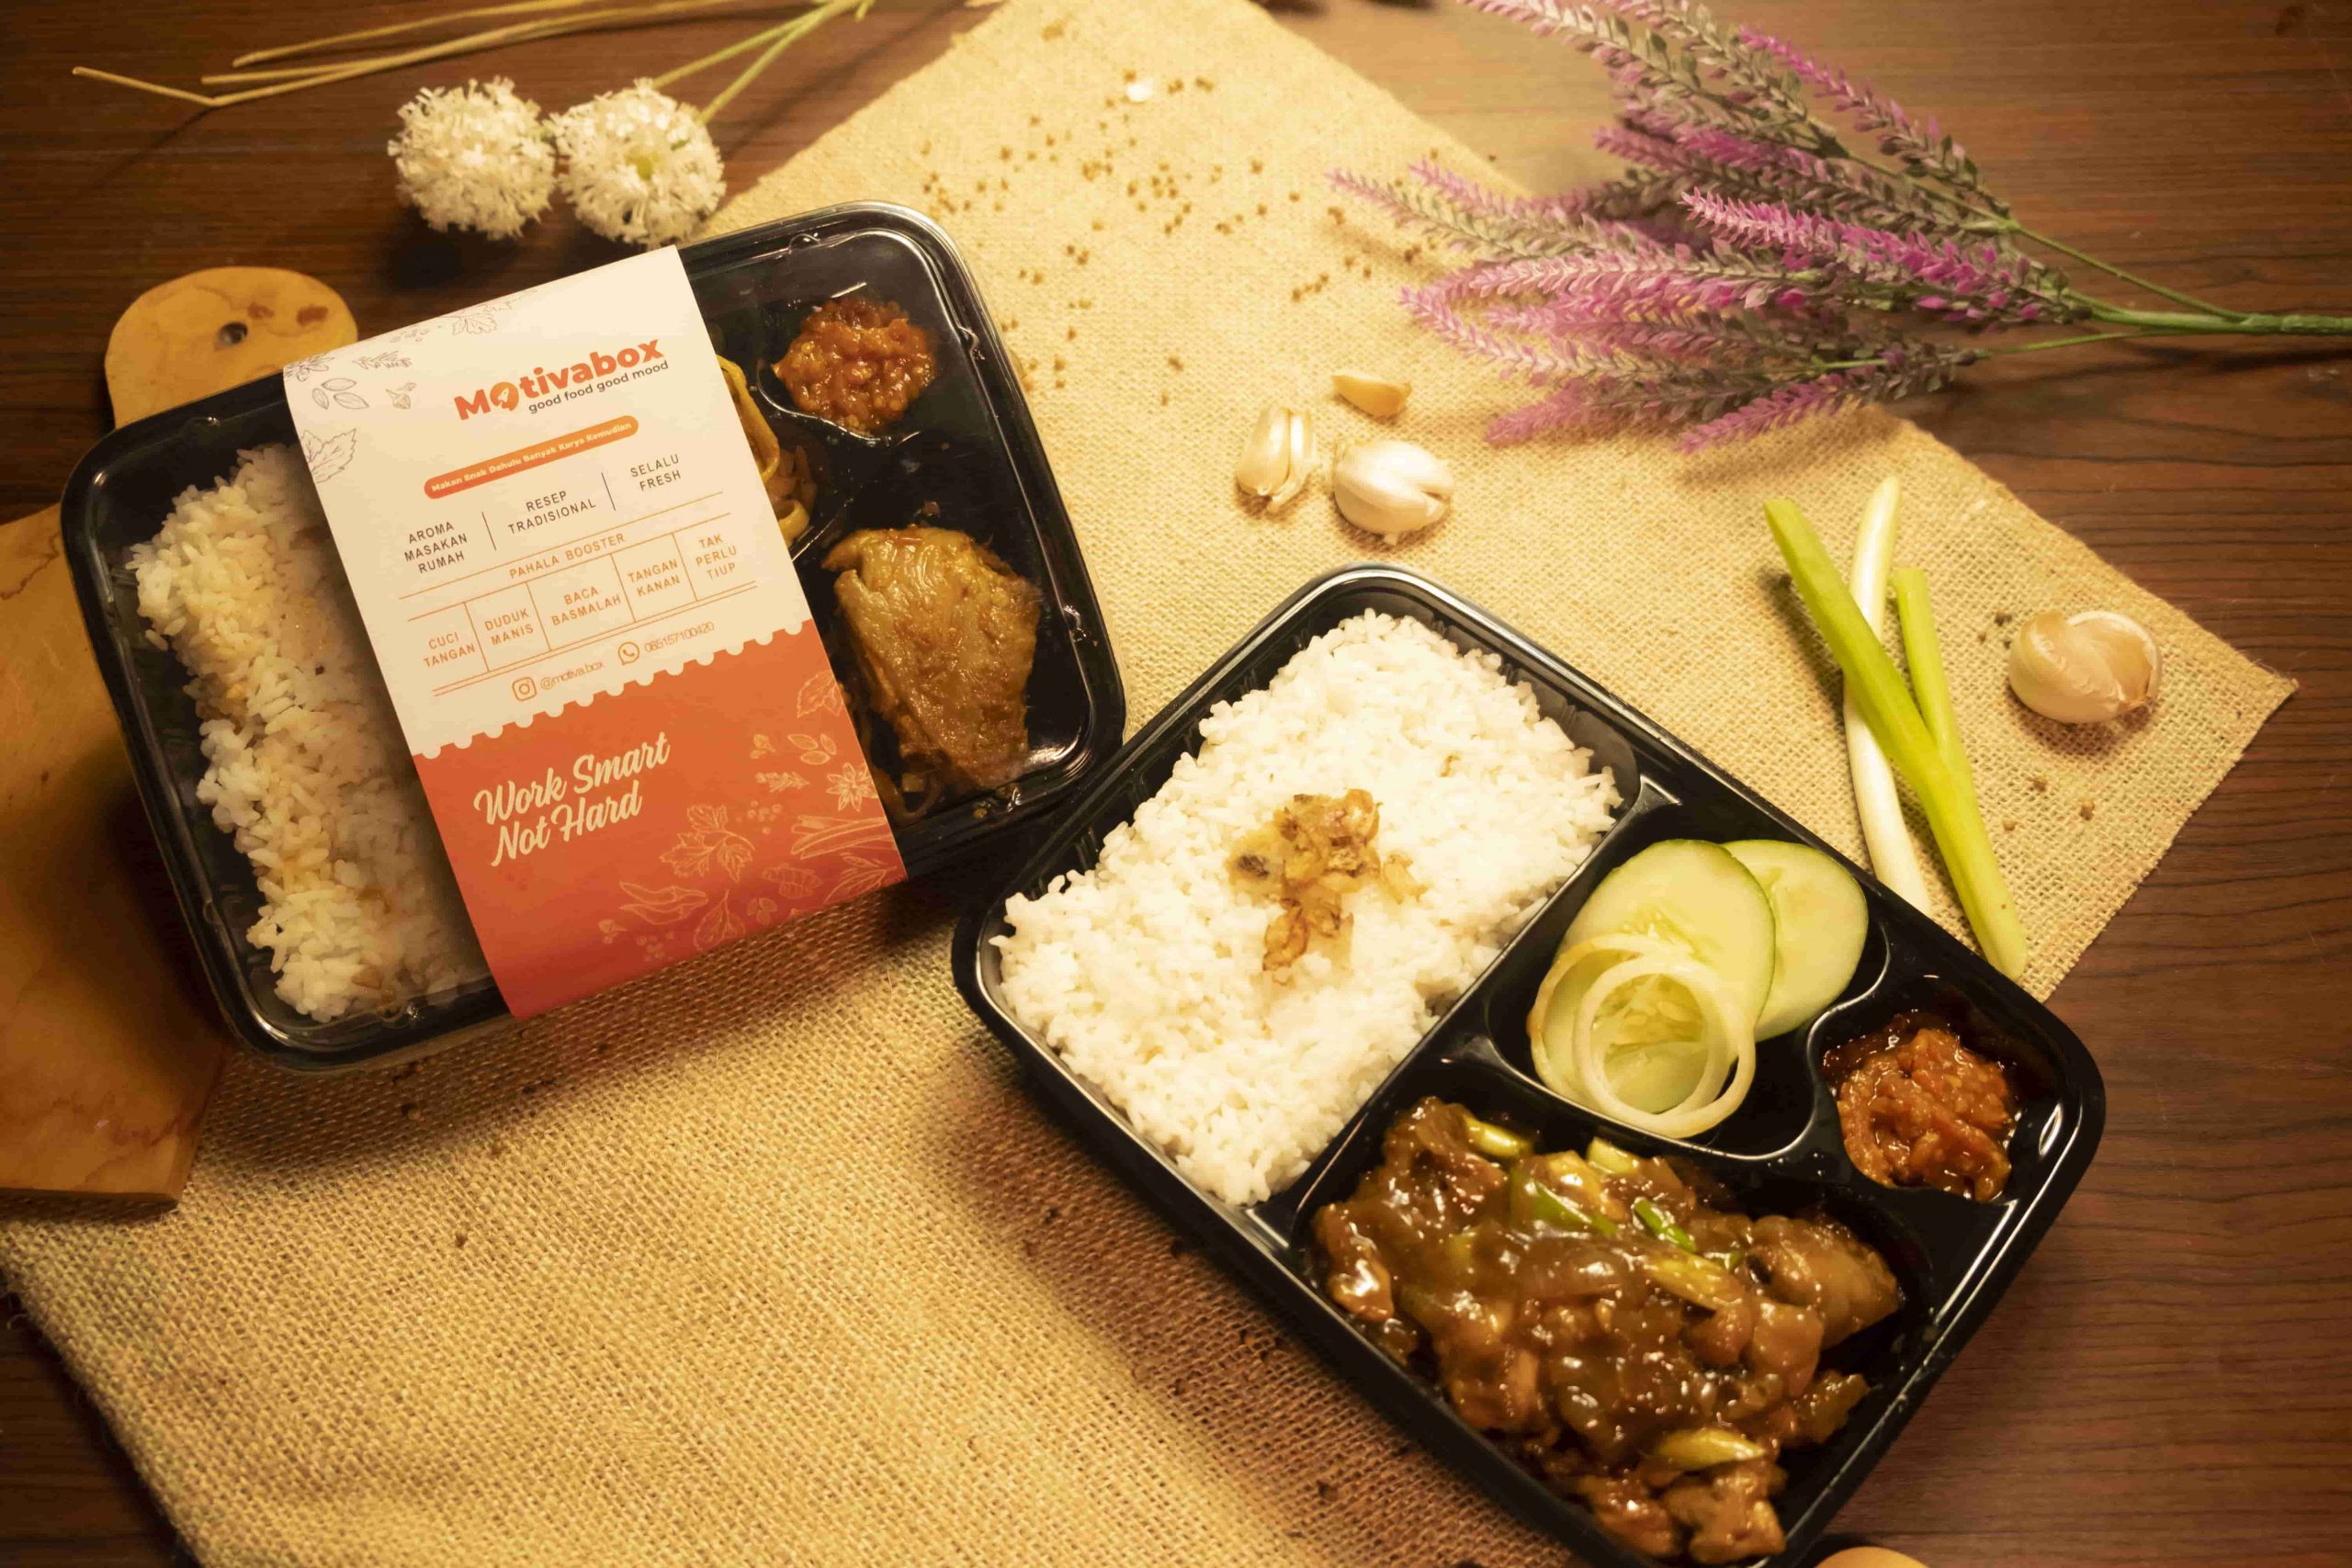 Motivabox
good food good mood
Makan Enak Dahulu Banyak Karya Kemudian
AROMA
MASAKAN
RUMAH
RESEP
TRADISIONAL
SELALU
FRESH
PAHALA BOOSTER
CUCI
TANGAN
DUDUK
MANIS
BACA
BASMALAH
TANGAN
KANAN
TAK
PERLU
TIUP
@motiva.box
085157100420
Work Smart
Not Hard